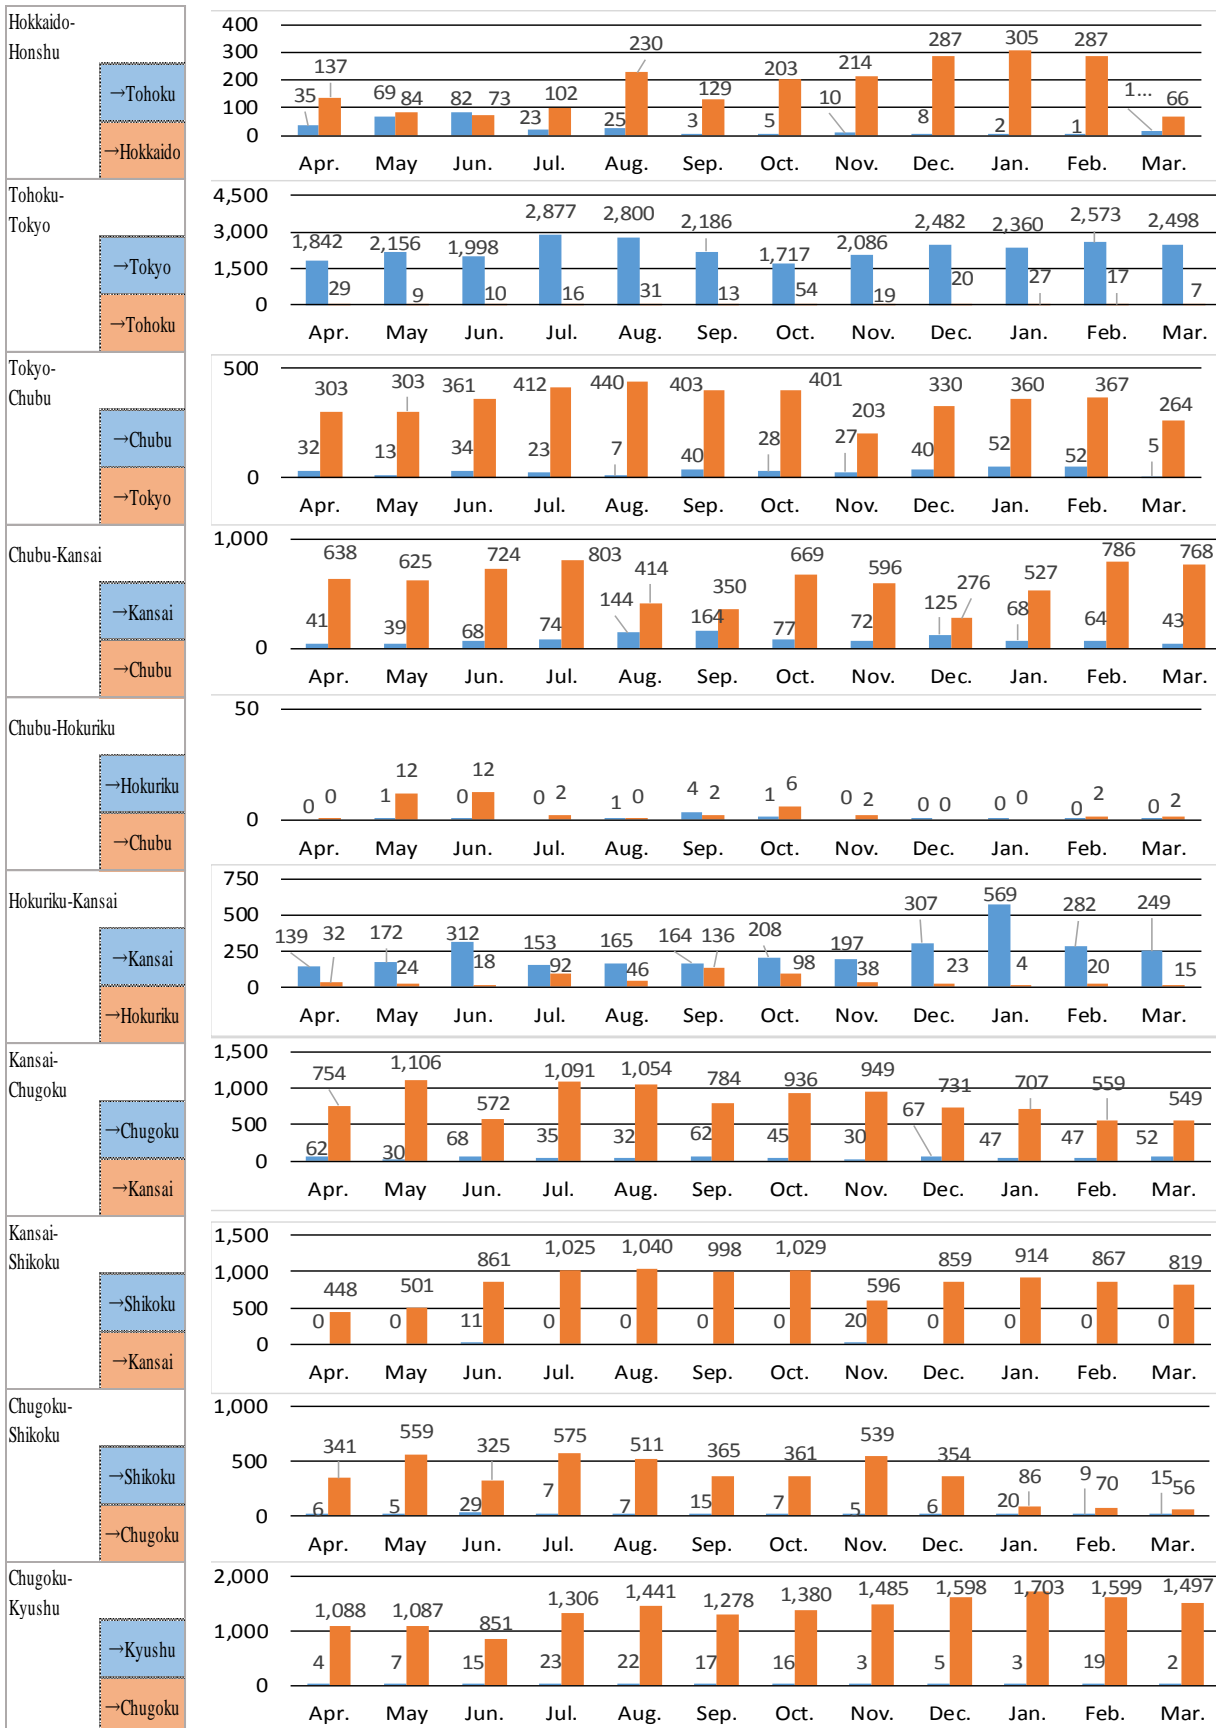 Hokkaido-
Honshu
→Tohoku
→Hokkaido
400
300
200
100
0
35 137 69 84 82 73 23 102 25 230 3 129 5 203 10 214 8 287 2 305 1 287 1... 66
Apr. May Jun. Jul. Aug. Sep. Oct. Nov. Dec. Jan. Feb. Mar.
Tohoku-
Tokyo
→Tokyo
→Tohoku
4,500
3,000
1,500
0
1,842 29 2,156 9 1,998 10 2,877 16 2,800 31 2,186 13 1,717 54 2,086 19 2,482 20 2,360 27 2,573 17 2,498 7
Apr. May Jun. Jul. Aug. Sep. Oct. Nov. Dec. Jan. Feb. Mar.
Tokyo-
Chubu
→Chubu
→Tokyo
500
0
32 303 13 303 34 361 23 412 7 440 40 403 28 401 27 203 40 330 52 360 52 367 5 264
Apr. May Jun. Jul. Aug. Sep. Oct. Nov. Dec. Jan. Feb. Mar.
Chubu-Kansai
→Kansai
→Chubu
1,000
0
41 638 39 625 68 724 74 803 144 414 164 350 77 669 72 596 125 276 68 527 64 786 43 768
Apr. May Jun. Jul. Aug. Sep. Oct. Nov. Dec. Jan. Feb. Mar.
Chubu-Hokuriku
→Hokuriku
→Chubu
50
0
0 0 1 12 0 12 0 2 1 0 4 2 1 6 0 2 0 0 0 0 0 2 0 2
Apr. May Jun. Jul. Aug. Sep. Oct. Nov. Dec. Jan. Feb. Mar.
Hokuriku-Kansai
→Kansai
→Hokuriku
750
500
250
0
139 32 172 24 312 18 153 92 165 46 164 136 208 98 197 38 307 23 569 4 282 20 249 15
Apr. May Jun. Jul. Aug. Sep. Oct. Nov. Dec. Jan. Feb. Mar.
Kansai-
Chugoku
→Chugoku
→Kansai
1,500
1,000
500
0
62 754 30 1,106 68 572 35 1,091 32 1,054 62 784 45 936 30 949 67 731 47 707 47 559 52 549
Apr. May Jun. Jul. Aug. Sep. Oct. Nov. Dec. Jan. Feb. Mar.
Kansai-
Shikoku
→Shikoku
→Kansai
1,500
1,000
500
0
0 448 0 501 11 861 0 1,025 0 1,040 0 998 0 1,029 20 596 0 859 0 914 0 867 0 819
Apr. May Jun. Jul. Aug. Sep. Oct. Nov. Dec. Jan. Feb. Mar.
Chugoku-
Shikoku
→Shikoku
→Chugoku
1,000
500
0
6 341 5 559 29 325 7 575 7 511 15 365 7 361 5 539 6 354 20 86 9 70 15 56
Apr. May Jun. Jul. Aug. Sep. Oct. Nov. Dec. Jan. Feb. Mar.
Chugoku-
Kyushu
→Kyushu
→Chugoku
2,000
1,000
0
4 1,088 7 1,087 15 851 23 1,306 22 1,441 17 1,278 16 1,380 3 1,485 5 1,598 3 1,703 19 1,599 2 1,497
Apr. May Jun. Jul. Aug. Sep. Oct. Nov. Dec. Jan. Feb. Mar.